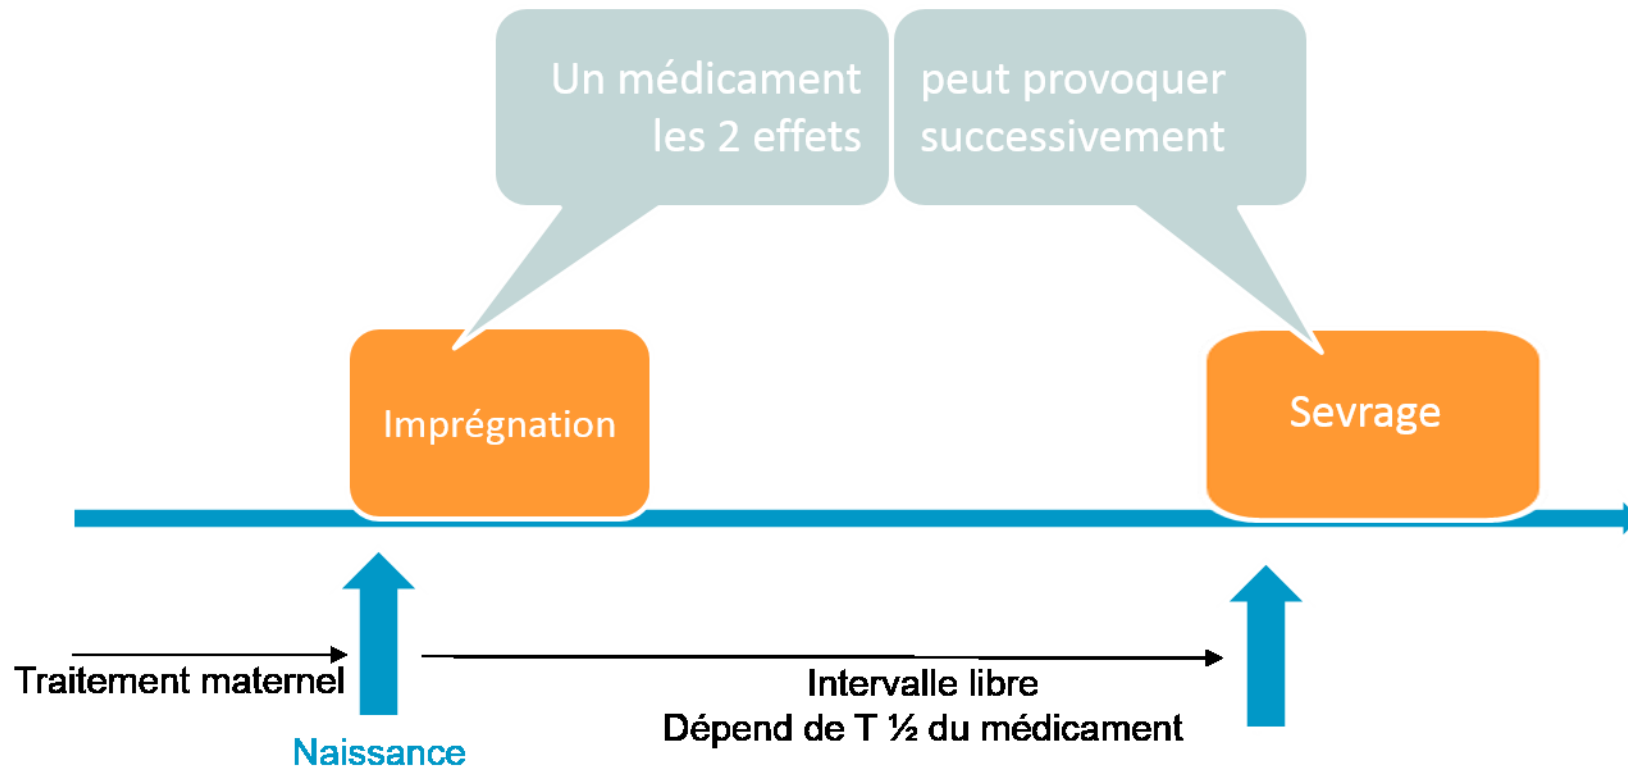 Un médicament
les 2 effets
peut provoquer
successivement
Imprégnation
Sevrage
Traitement maternel
Intervalle libre
Dépend de T ½ du médicament
Naissance